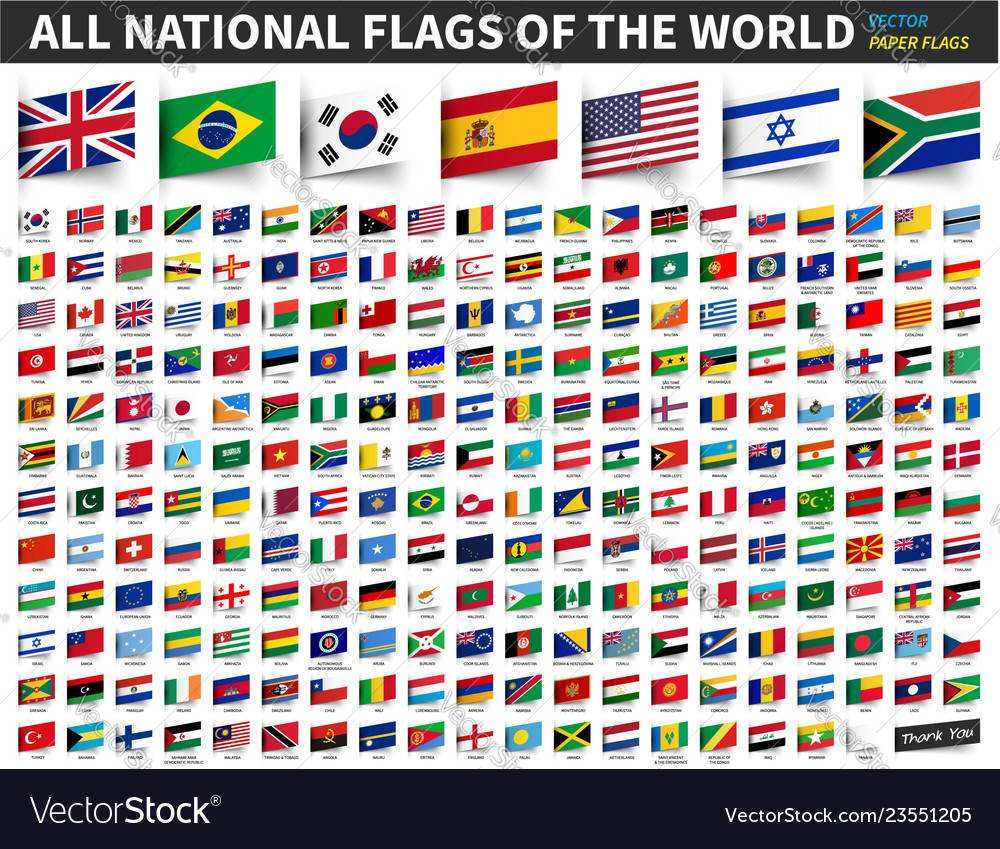 ALL NATIONAL FLAGS OF THE WORLD
VECTOR
PAPER FLAGS
SOUTH KOREA NORWAY MEXICO TANZANIA AUSTRALIA INDIA SAINT KITTS & NEVIS PAPUA NEW GUINEA LIBERIA BELGIUM NICARAGUA FRENCH GUIANA PHILIPPINES KENYA MONACO SLOVAKIA COLOMBIA DEMOCRATIC REPUBLIC OF THE CONGO NIUE BOTSWANA
SENEGAL CUBA BELARUS BRUNEI GUERNSEY GUAM NORTH KOREA FRANCE WALES NORTHERN CYPRUS UGANDA SOMALILAND ALBANIA MACAU PORTUGAL BELIZE FRENCH SOUTHERN & ANTARCTIC LAND UNITED ARAB EMIRATES SLOVENIA SOUTH OSSETIA
USA CANADA UNITED KINGDOM URUGUAY MOLDOVA MADAGASCAR ZAMBIA TONGA HUNGARY BARBADOS ANTARCTICA SURINAME CURAÇAO BHUTAN GREECE SPAIN ALGERIA TAIWAN CATALONIA EGYPT
TUNISIA YEMEN DOMINICAN REPUBLIC CHRISTMAS ISLAND ISLE OF MAN ESTONIA ASEAN OMAN CHILEAN ANTARCTIC TERRITORY SOUTH SUDAN SWEDEN BURKINA FASO EQUATORIAL GUINEA SÃO TOMÉ & PRÍNCIPE MOZAMBIQUE IRAN VENEZUELA NETHERLANDS ANTILLES PALESTINE TURKMENISTAN
SRI LANKA SEYCHELLES NEPAL JAPAN ARGENTINE ANTARCTICA VANUATU NIGERIA GUADELOUPE MONGOLIA EL SALVADOR GUINEA THE GAMBIA LIECHTENSTEIN FAROE ISLANDS ROMANIA HONG KONG SAN MARINO SOLOMON ISLANDS REPUBLIC OF ARTSAKH MADEIRA
ZIMBABWE GUATEMALA BAHRAIN SAINT LUCIA SAUDI ARABIA VIETNAM SOUTH AFRICA VATICAN CITY STATE KIRIBATI KUWAIT KAZAKHSTAN AUSTRIA LESOTHO TIMOR-LESTE RWANDA ANGUILLA NIGER ANTIGUA & BARBUDA IRAQI KURDISTAN DENMARK
COSTA RICA PAKISTAN CROATIA TOGO UKRAINE QATAR PUERTO RICO KOSOVO BRAZIL GREENLAND CÔTE D'IVOIRE TOKELAU DOMINICA LEBANON PERU HAITI COCOS ( KEELING ) ISLANDS TRANSNISTRIA MALAWI BULGARIA
CHINA ARGENTINA SWITZERLAND RUSSIA GUINEA-BISSAU CAPE VERDE ITALY SOMALIA SYRIA ALASKA NEW CALEDONIA INDONESIA SERBIA POLAND LATVIA ICELAND SIERRA LEONE MACEDONIA NEW ZEALAND THAILAND
UZBEKISTAN GHANA EUROPEAN UNION ECUADOR GEORGIA MAURITIUS MOROCCO GERMANY CYPRUS MALDIVES DJIBOUTI NORFOLK ISLAND CAMEROON ETHIOPIA MALTA AZERBAIJAN MAURITANIA SINGAPORE CENTRAL AFRICAN REPUBLIC
ISRAEL SAMOA MICRONESIA GABON ABKHAZIA BOLIVIA AUTONOMOUS REGION OF BOUGAINVILLE ARUBA BURUNDI COOK ISLANDS AFGHANISTAN BOSNIA & HERZEGOVINA TUVALU SUDAN MARSHALL ISLANDS CHAD LITHUANIA BANGLADESH FIJI CZECHIA
GRENADA LIBYA PARAGUAY IRELAND CAMBODIA SWAZILAND CHILE MALI LUXEMBOURG ARMENIA NAMIBIA MONTENEGRO TAJIKISTAN KYRGYZSTAN COMOROS ANDORRA HONDURAS BENIN LAOS GUYANA
TURKEY BAHAMAS FINLAND SAHRAWI ARAB DEMOCRATIC REPUBLIC MALAYSIA TRINIDAD & TOBAGO ANGOLA NAURU ERITREA ENGLAND PALAU JAMAICA NETHERLANDS SAINT VINCENT & THE GRENADINES REPUBLIC OF THE CONGO IRAQ MYANMAR PANAMA Thank You
VectorStock®
VectorStock.com/23551205